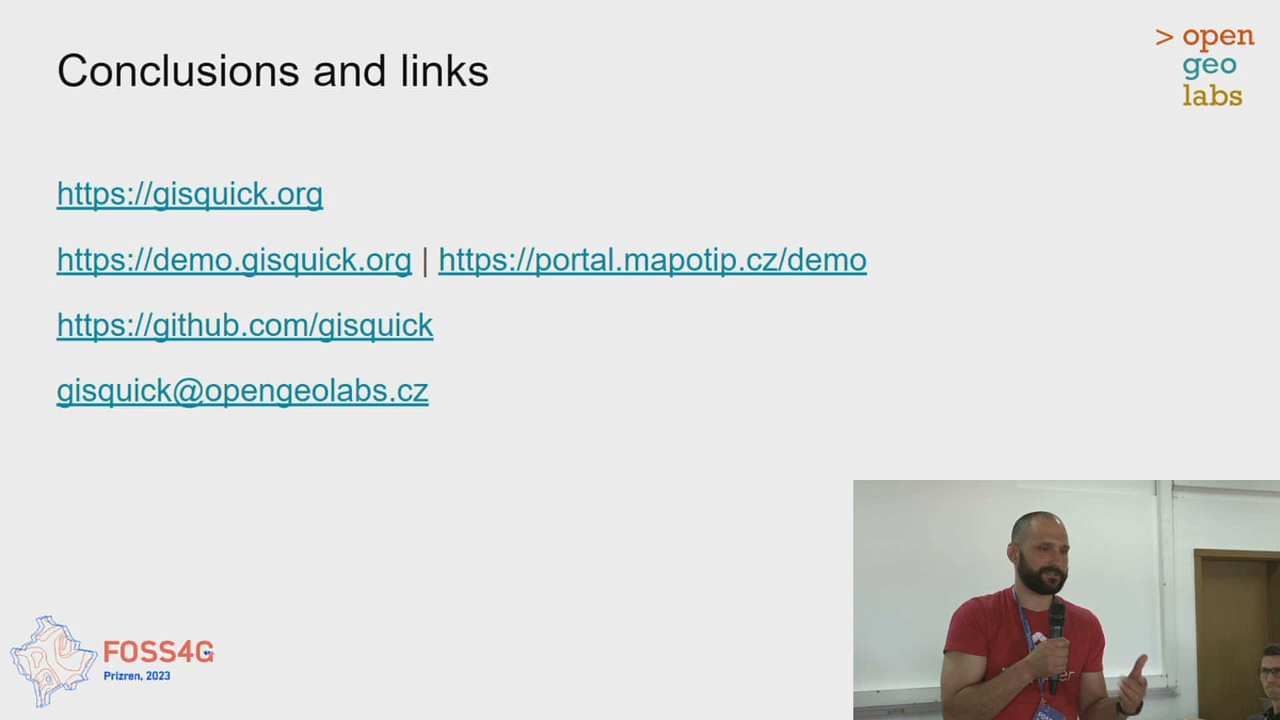 Conclusions and links
> open
geo
labs
https://gisquick.org
https://demo.gisquick.org | https://portal.mapotip.cz/demo
https://github.com/gisquick
gisquick@opengeolabs.cz
FOSS4G
Prizren, 2023